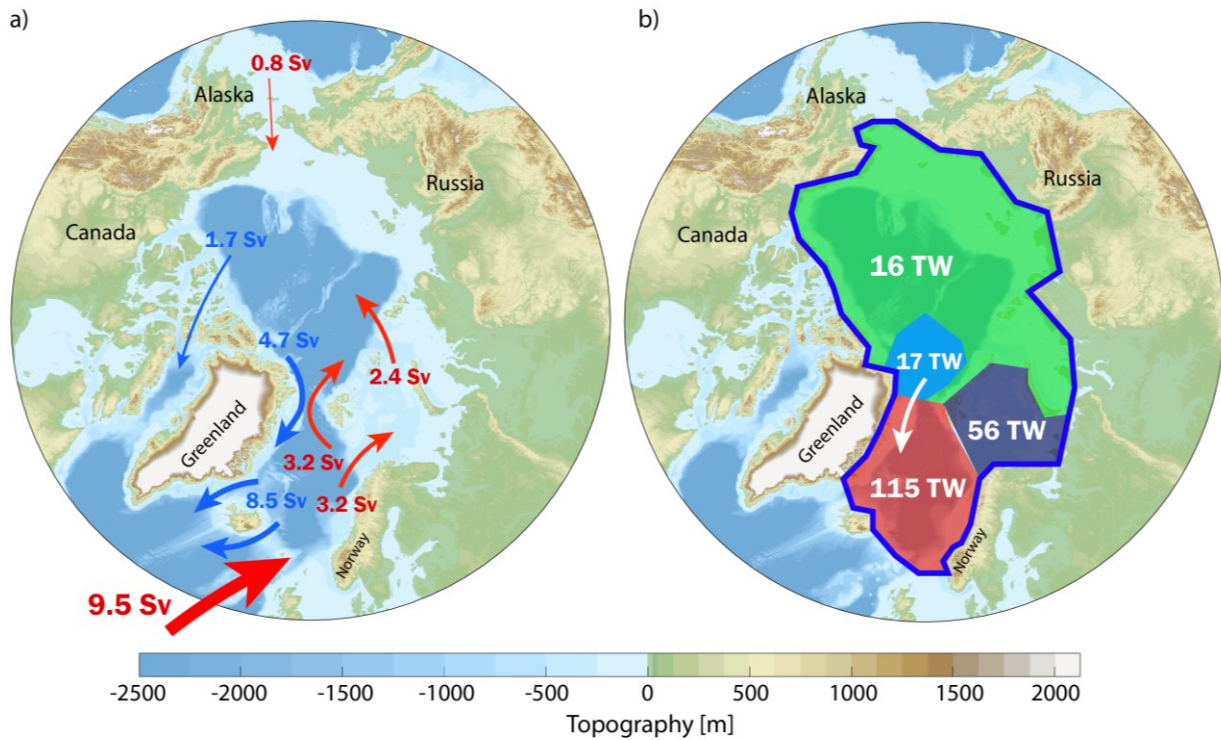 a)
0.8 Sv
Alaska
Russia
Canada
1.7 Sv
4.7 Sv
2.4 Sv
Greenland
3.2 Sv
3.2 Sv
8.5 Sv
Norway
9.5 Sv
b)
Alaska
Russia
Canada
16 TW
17 TW
Greenland
56 TW
115 TW
Norway
-2500 -2000 -1500 -1000 -500 0 500 1000 1500 2000
Topography [m]